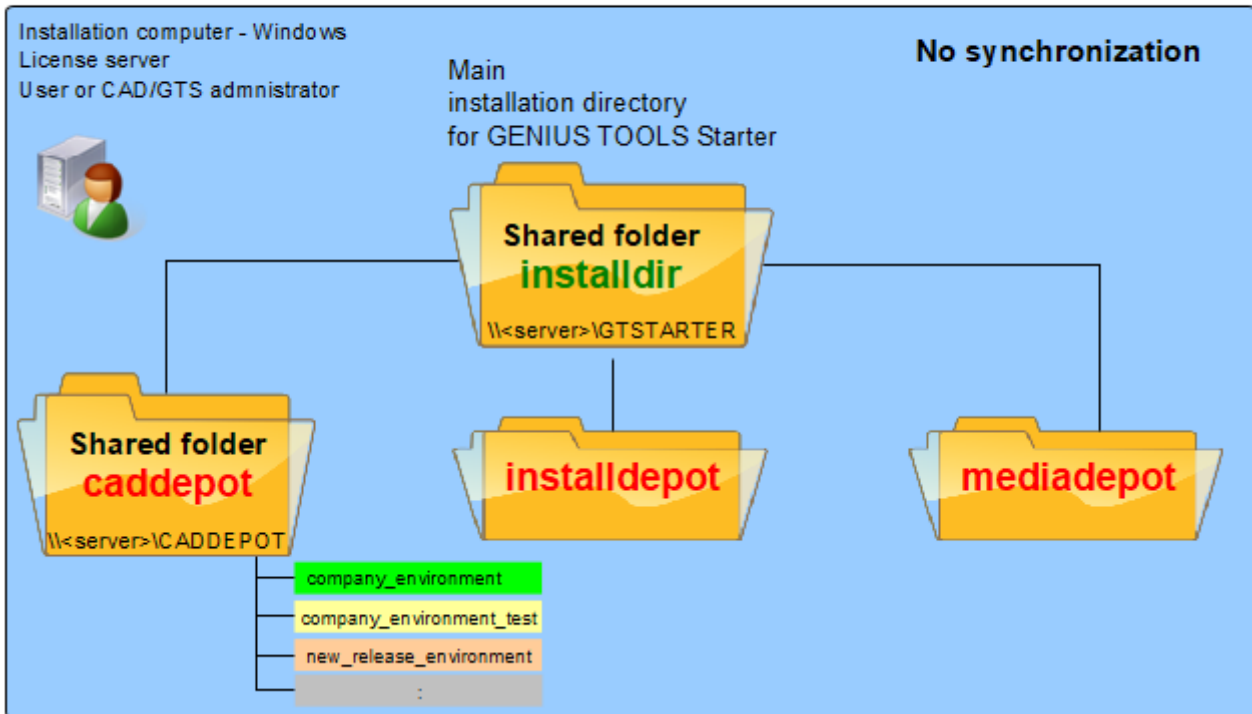 Installation computer - Windows
License server
User or CAD/GTS admnistrator
No synchronization
Main
installation directory
for GENIUS TOOLS Starter
Shared folder
installdir
\\<server>\GTSTARTER
Shared folder
caddepot
\\<server>\CADDEPOT
installdepot
mediadepot
company_environment
company_environment_test
new_release_environment
: